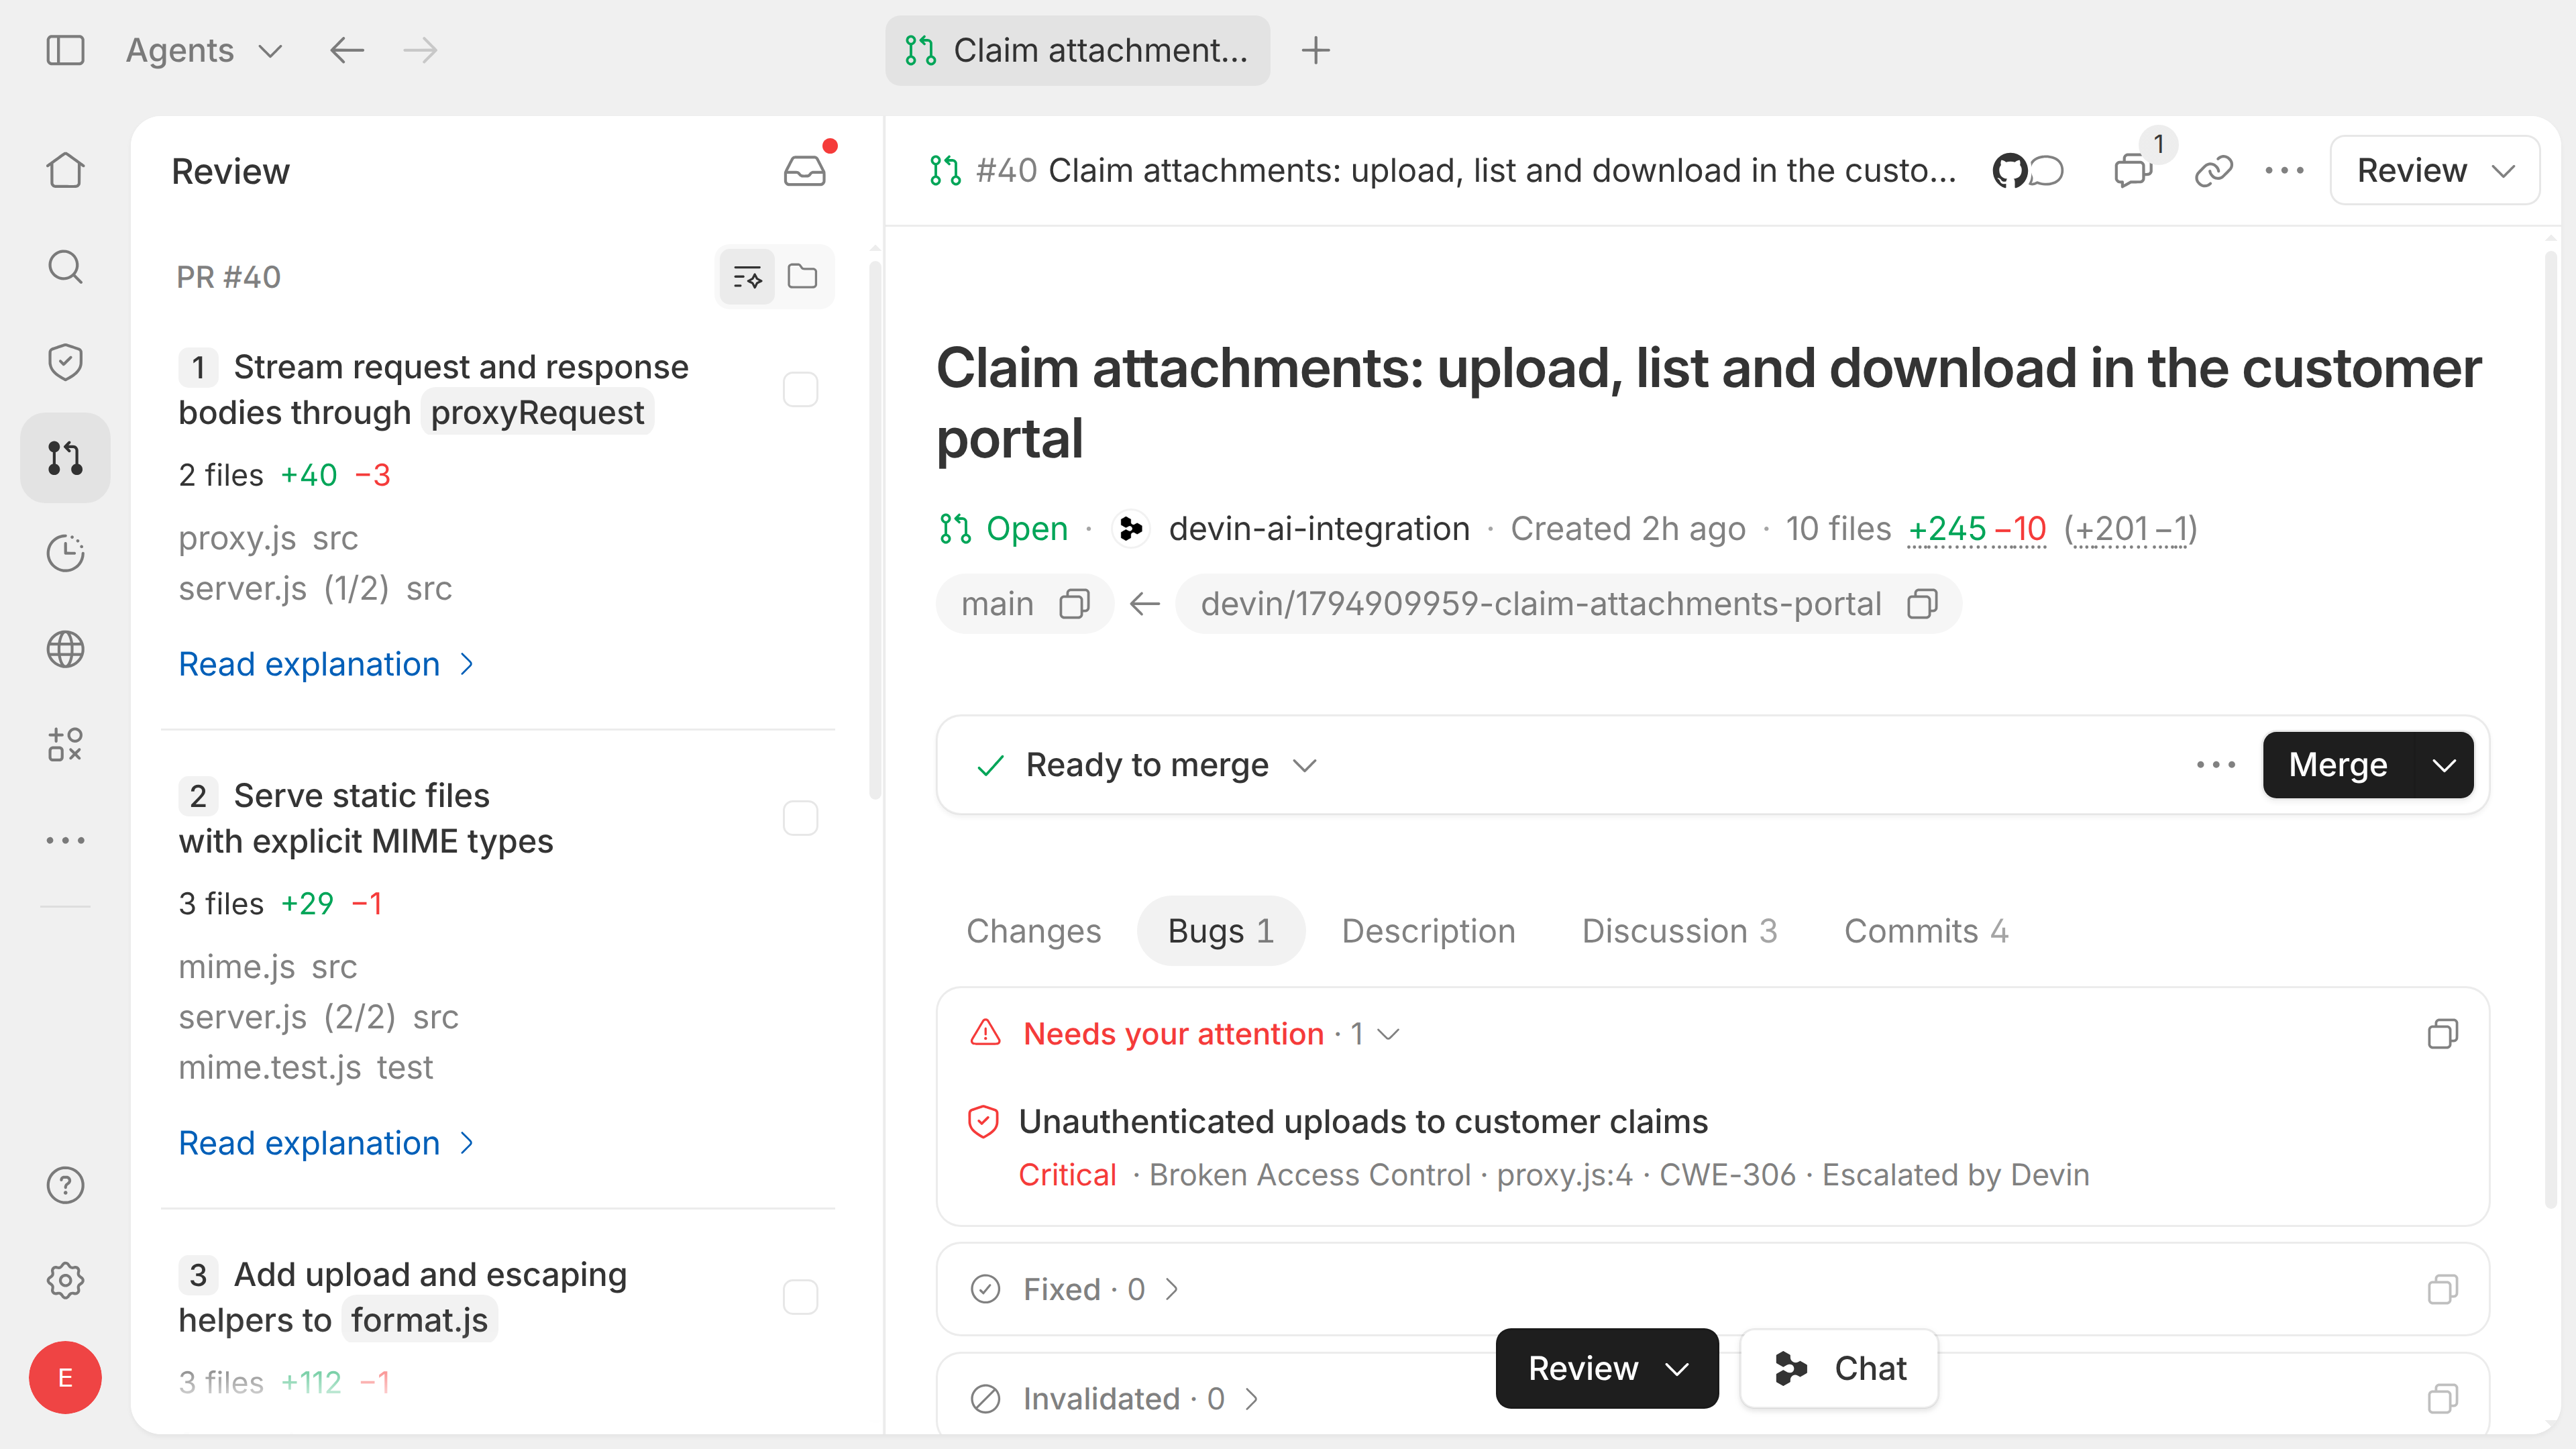 Agents
Claim attachment...
Review
PR #40
1 Stream request and response
bodies through proxyRequest
2 files +40 −3
proxy.js src
server.js (1/2) src
Read explanation
2 Serve static files
with explicit MIME types
3 files +29 −1
mime.js src
server.js (2/2) src
mime.test.js test
Read explanation
3 Add upload and escaping
helpers to format.js
3 files +112 −1
E
#40 Claim attachments: upload, list and download in the custo...
1
Review
Claim attachments: upload, list and download in the customer
portal
Open · devin-ai-integration · Created 2h ago · 10 files +245 −10 (+201 −1)
main ← devin/1794909959-claim-attachments-portal
Ready to merge
Merge
Changes Bugs 1 Description Discussion 3 Commits 4
Needs your attention · 1
Unauthenticated uploads to customer claims
Critical · Broken Access Control · proxy.js:4 · CWE-306 · Escalated by Devin
Fixed · 0
Invalidated · 0
Review
Chat